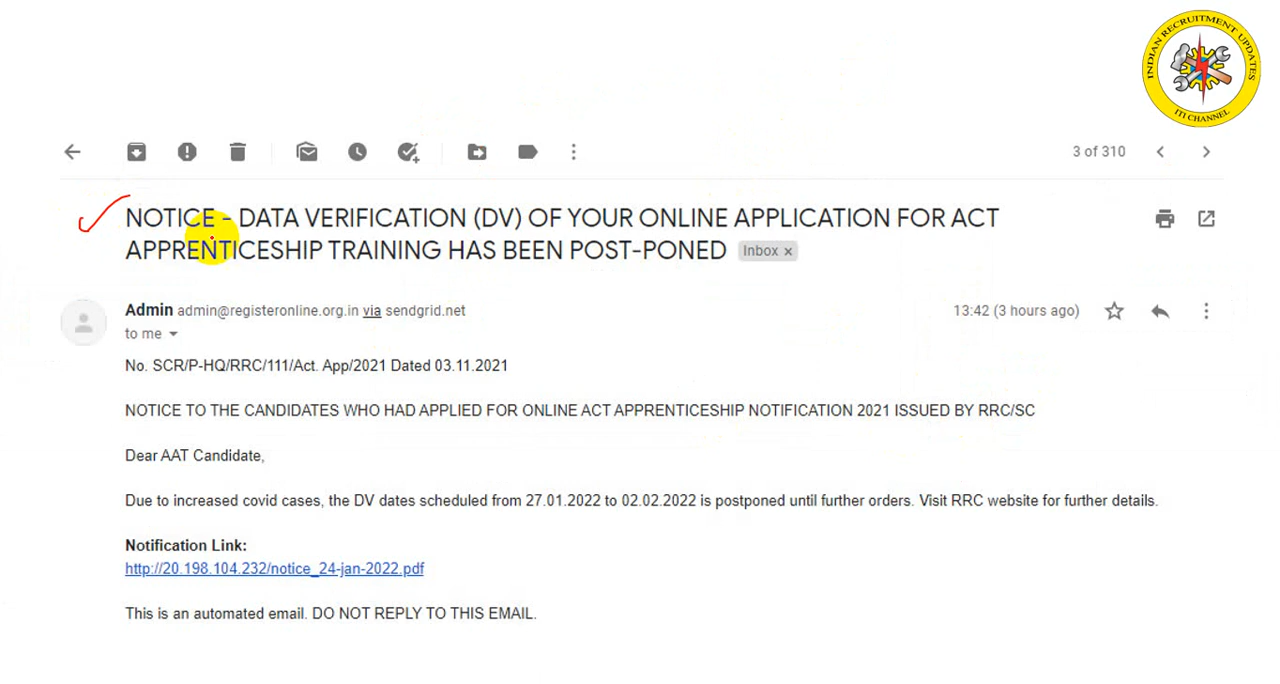 INDIAN RECRUITMENT UPDATES
ITI CHANNEL
3 of 310
NOTICE - DATA VERIFICATION (DV) OF YOUR ONLINE APPLICATION FOR ACT
APPRENTICESHIP TRAINING HAS BEEN POST-PONED Inbox x
Admin admin@registeronline.org.in via sendgrid.net 13:42 (3 hours ago)
to me
No. SCR/P-HQ/RRC/111/Act. App/2021 Dated 03.11.2021
NOTICE TO THE CANDIDATES WHO HAD APPLIED FOR ONLINE ACT APPRENTICESHIP NOTIFICATION 2021 ISSUED BY RRC/SC
Dear AAT Candidate,
Due to increased covid cases, the DV dates scheduled from 27.01.2022 to 02.02.2022 is postponed until further orders. Visit RRC website for further details.
Notification Link:
http://20.198.104.232/notice_24-jan-2022.pdf
This is an automated email. DO NOT REPLY TO THIS EMAIL.